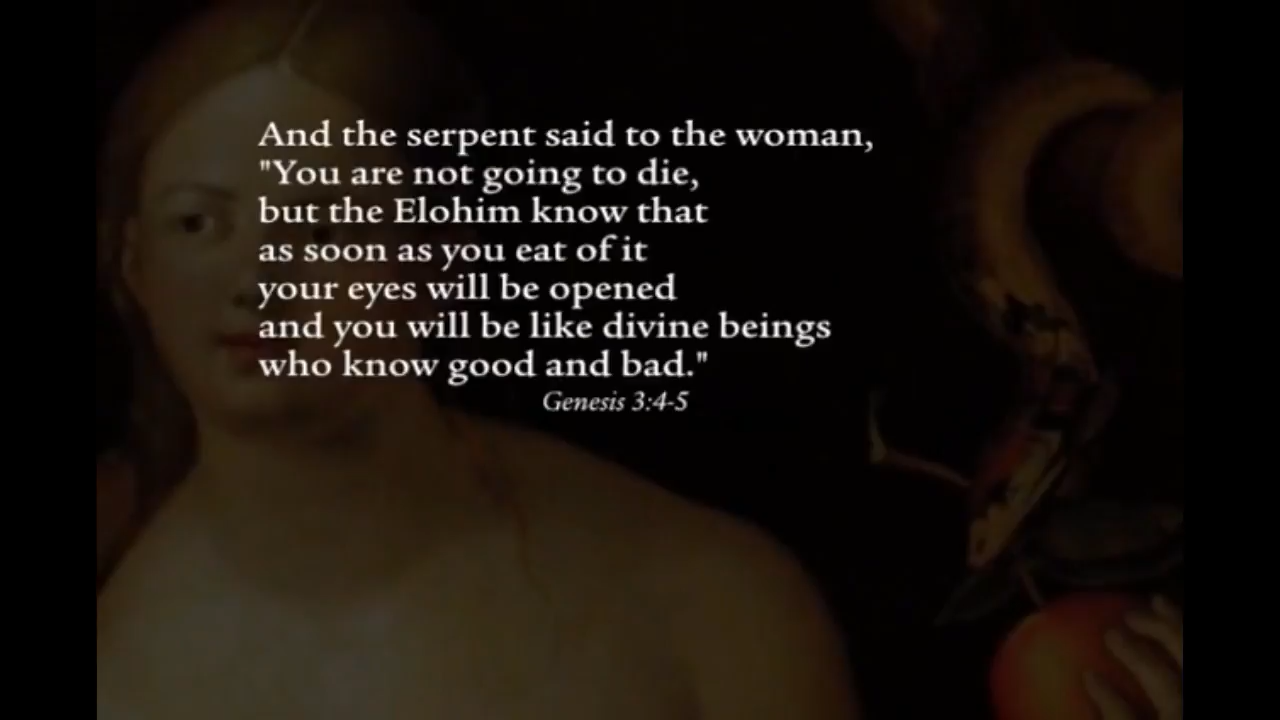 And the serpent said to the woman,
"You are not going to die,
but the Elohim know that
as soon as you eat of it
your eyes will be opened
and you will be like divine beings
who know good and bad."
Genesis 3:4-5